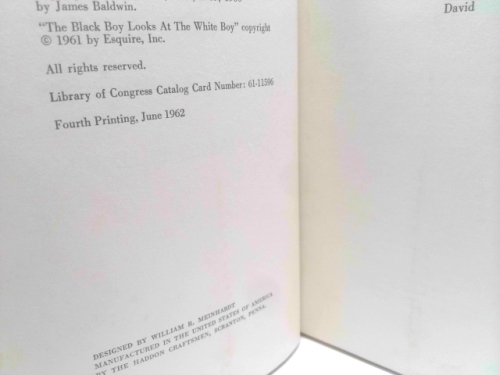 by James Baldwin.
"The Black Boy Looks At The White Boy" copyright
© 1961 by Esquire, Inc.
All rights reserved.
Library of Congress Catalog Card Number: 61-11596
Fourth Printing, June 1962
DESIGNED BY WILLIAM R. MEINHARDT
MANUFACTURED IN THE UNITED STATES OF AMERICA
BY THE HADDON CRAFTSMEN, SCRANTON, PENNA.
David